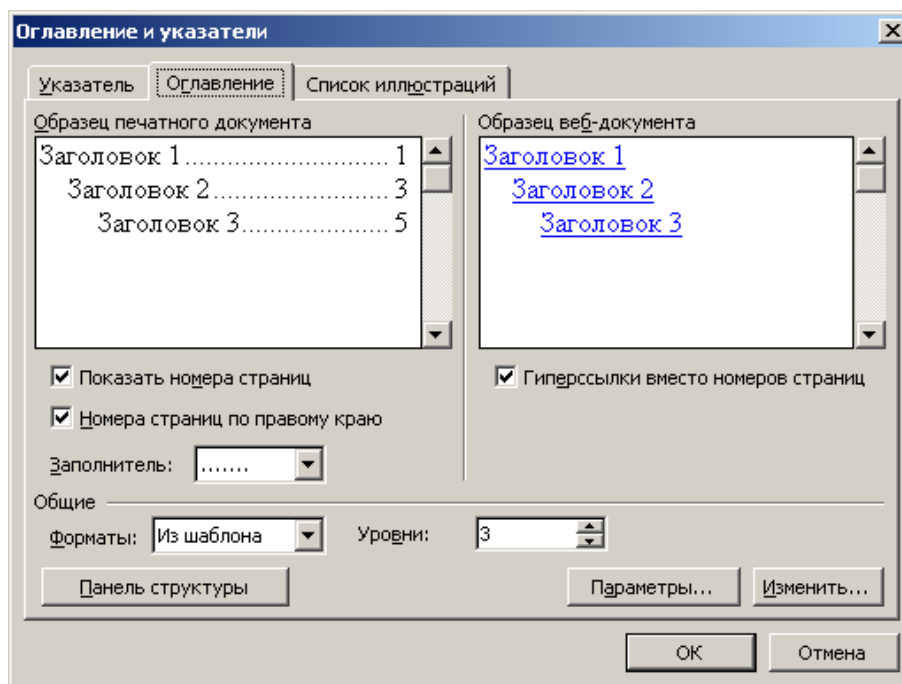 Оглавление и указатели
Указатель Оглавление Список иллюстраций
Образец печатного документа
Заголовок 1............................. 1
Заголовок 2......................... 3
Заголовок 3..................... 5
Образец веб-документа
Заголовок 1
Заголовок 2
Заголовок 3
Показать номера страниц
Номера страниц по правому краю
Заполнитель: .......
Гиперссылки вместо номеров страниц
Общие
Форматы: Из шаблона Уровни: 3
Панель структуры Параметры... Изменить...
ОК Отмена